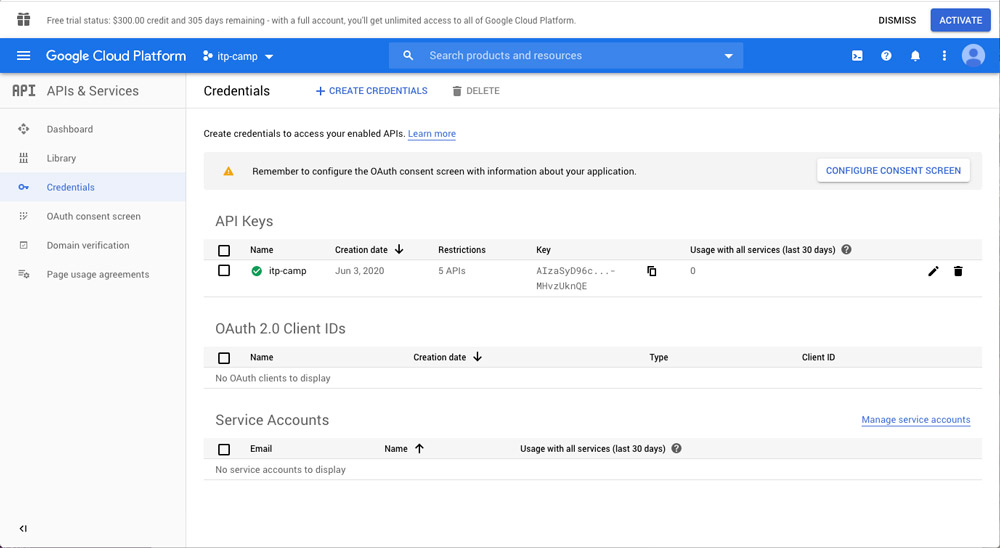 Free trial status: $300.00 credit and 305 days remaining - with a full account, you'll get unlimited access to all of Google Cloud Platform.
DISMISS
ACTIVATE
Google Cloud Platform
itp-camp
Search products and resources
API APIs & Services
Credentials
CREATE CREDENTIALS
DELETE
Dashboard
Library
Credentials
OAuth consent screen
Domain verification
Page usage agreements
Create credentials to access your enabled APIs. Learn more
Remember to configure the OAuth consent screen with information about your application.
CONFIGURE CONSENT SCREEN
API Keys
Name Creation date Restrictions Key Usage with all services (last 30 days)
itp-camp Jun 3, 2020 5 APIs AIzaSyD96c...- 0
MHvzUknQE
OAuth 2.0 Client IDs
Name Creation date Type Client ID
No OAuth clients to display
Service Accounts
Manage service accounts
Email Name Usage with all services (last 30 days)
No service accounts to display